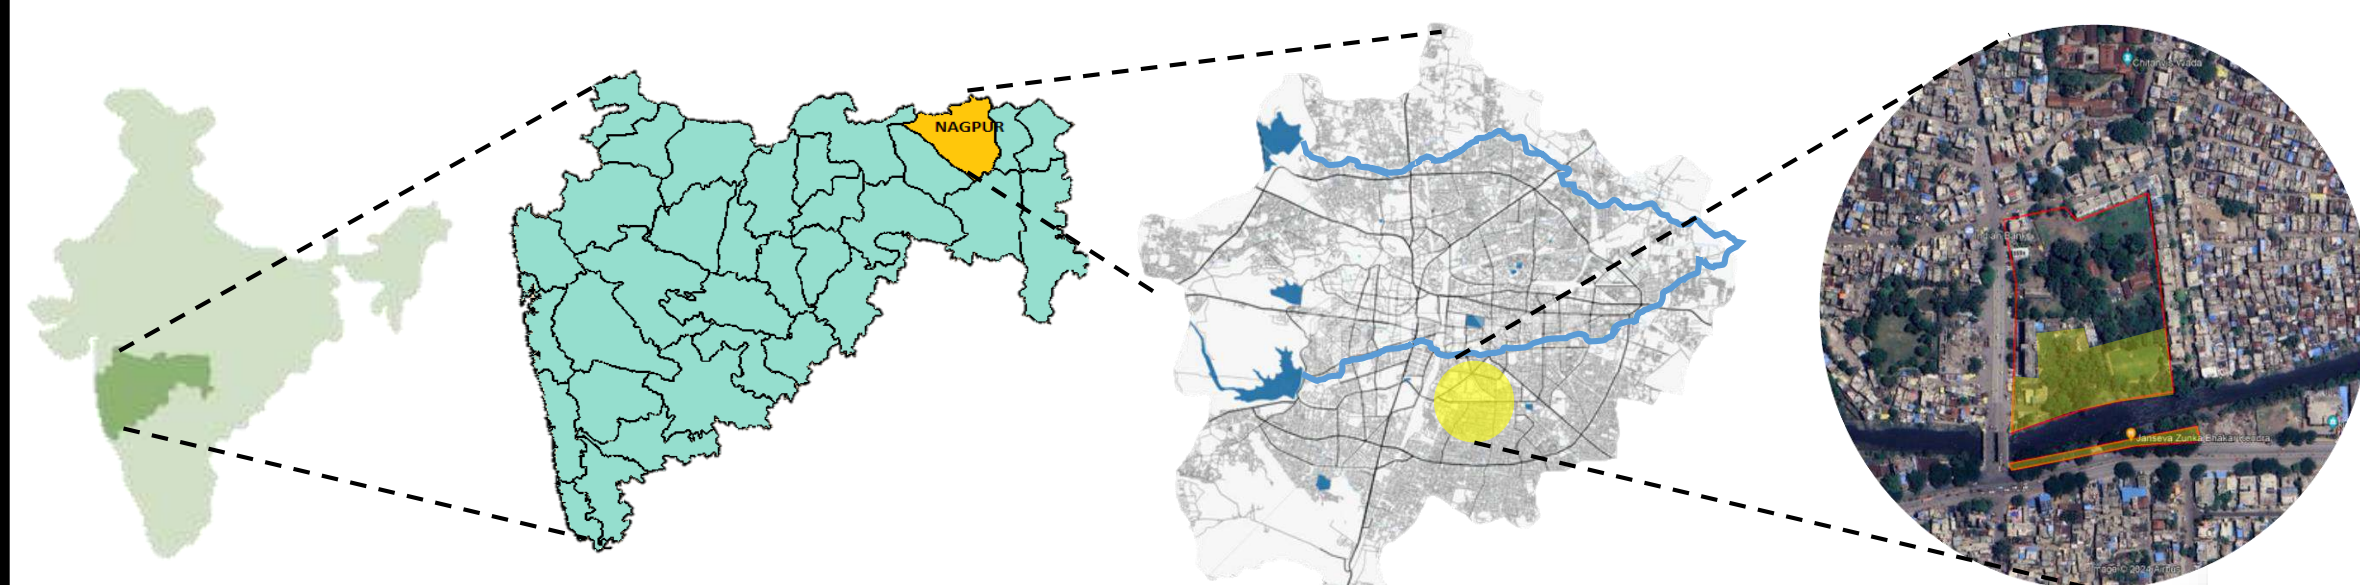 NAGPUR
Chitanvis Wada
Janseva Zunka Bhakar Kendra
Image © 2024 Airbus